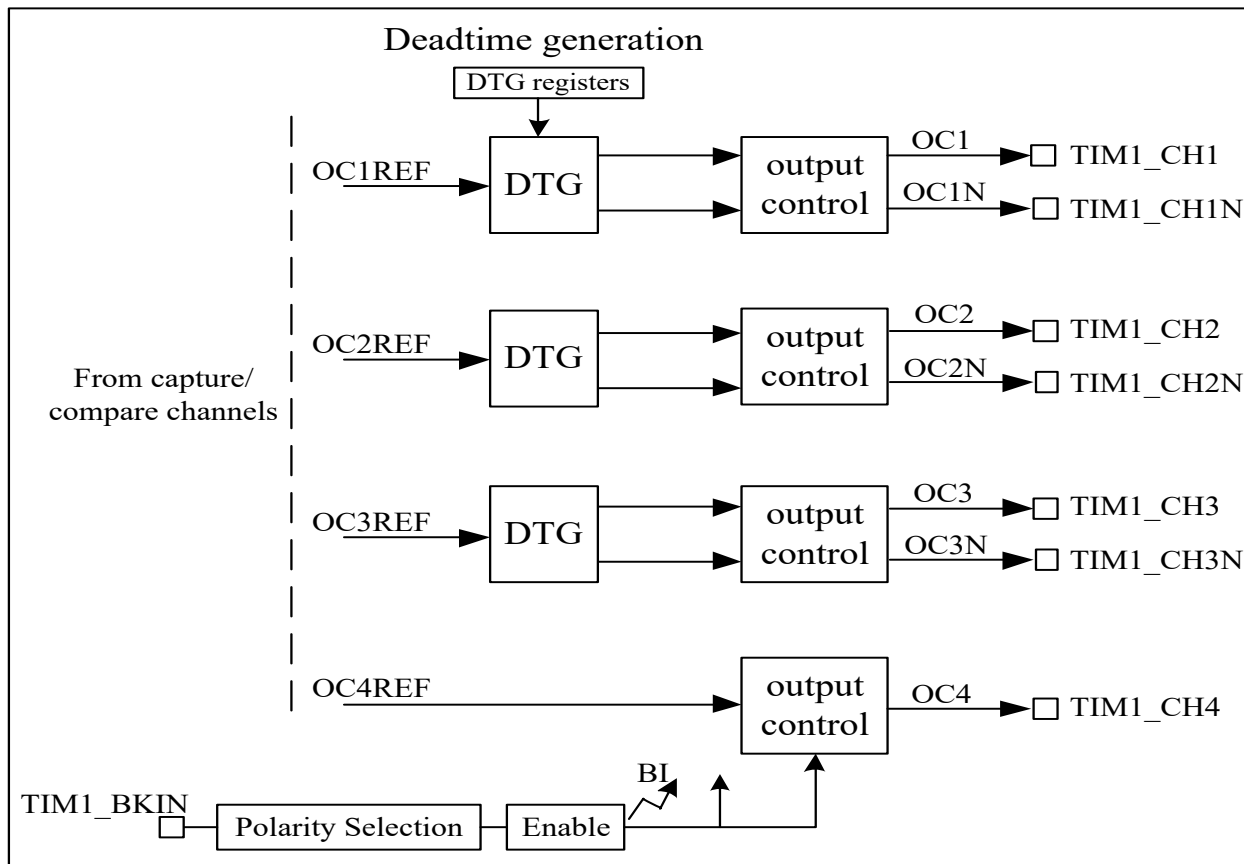 Deadtime generation
DTG registers
OC1REF
DTG
output
control
OC1
OC1N
TIM1_CH1
TIM1_CH1N
From capture/
compare channels
OC2REF
DTG
output
control
OC2
OC2N
TIM1_CH2
TIM1_CH2N
OC3REF
DTG
output
control
OC3
OC3N
TIM1_CH3
TIM1_CH3N
OC4REF
output
control
OC4
TIM1_CH4
BI
TIM1_BKIN
Polarity Selection
Enable